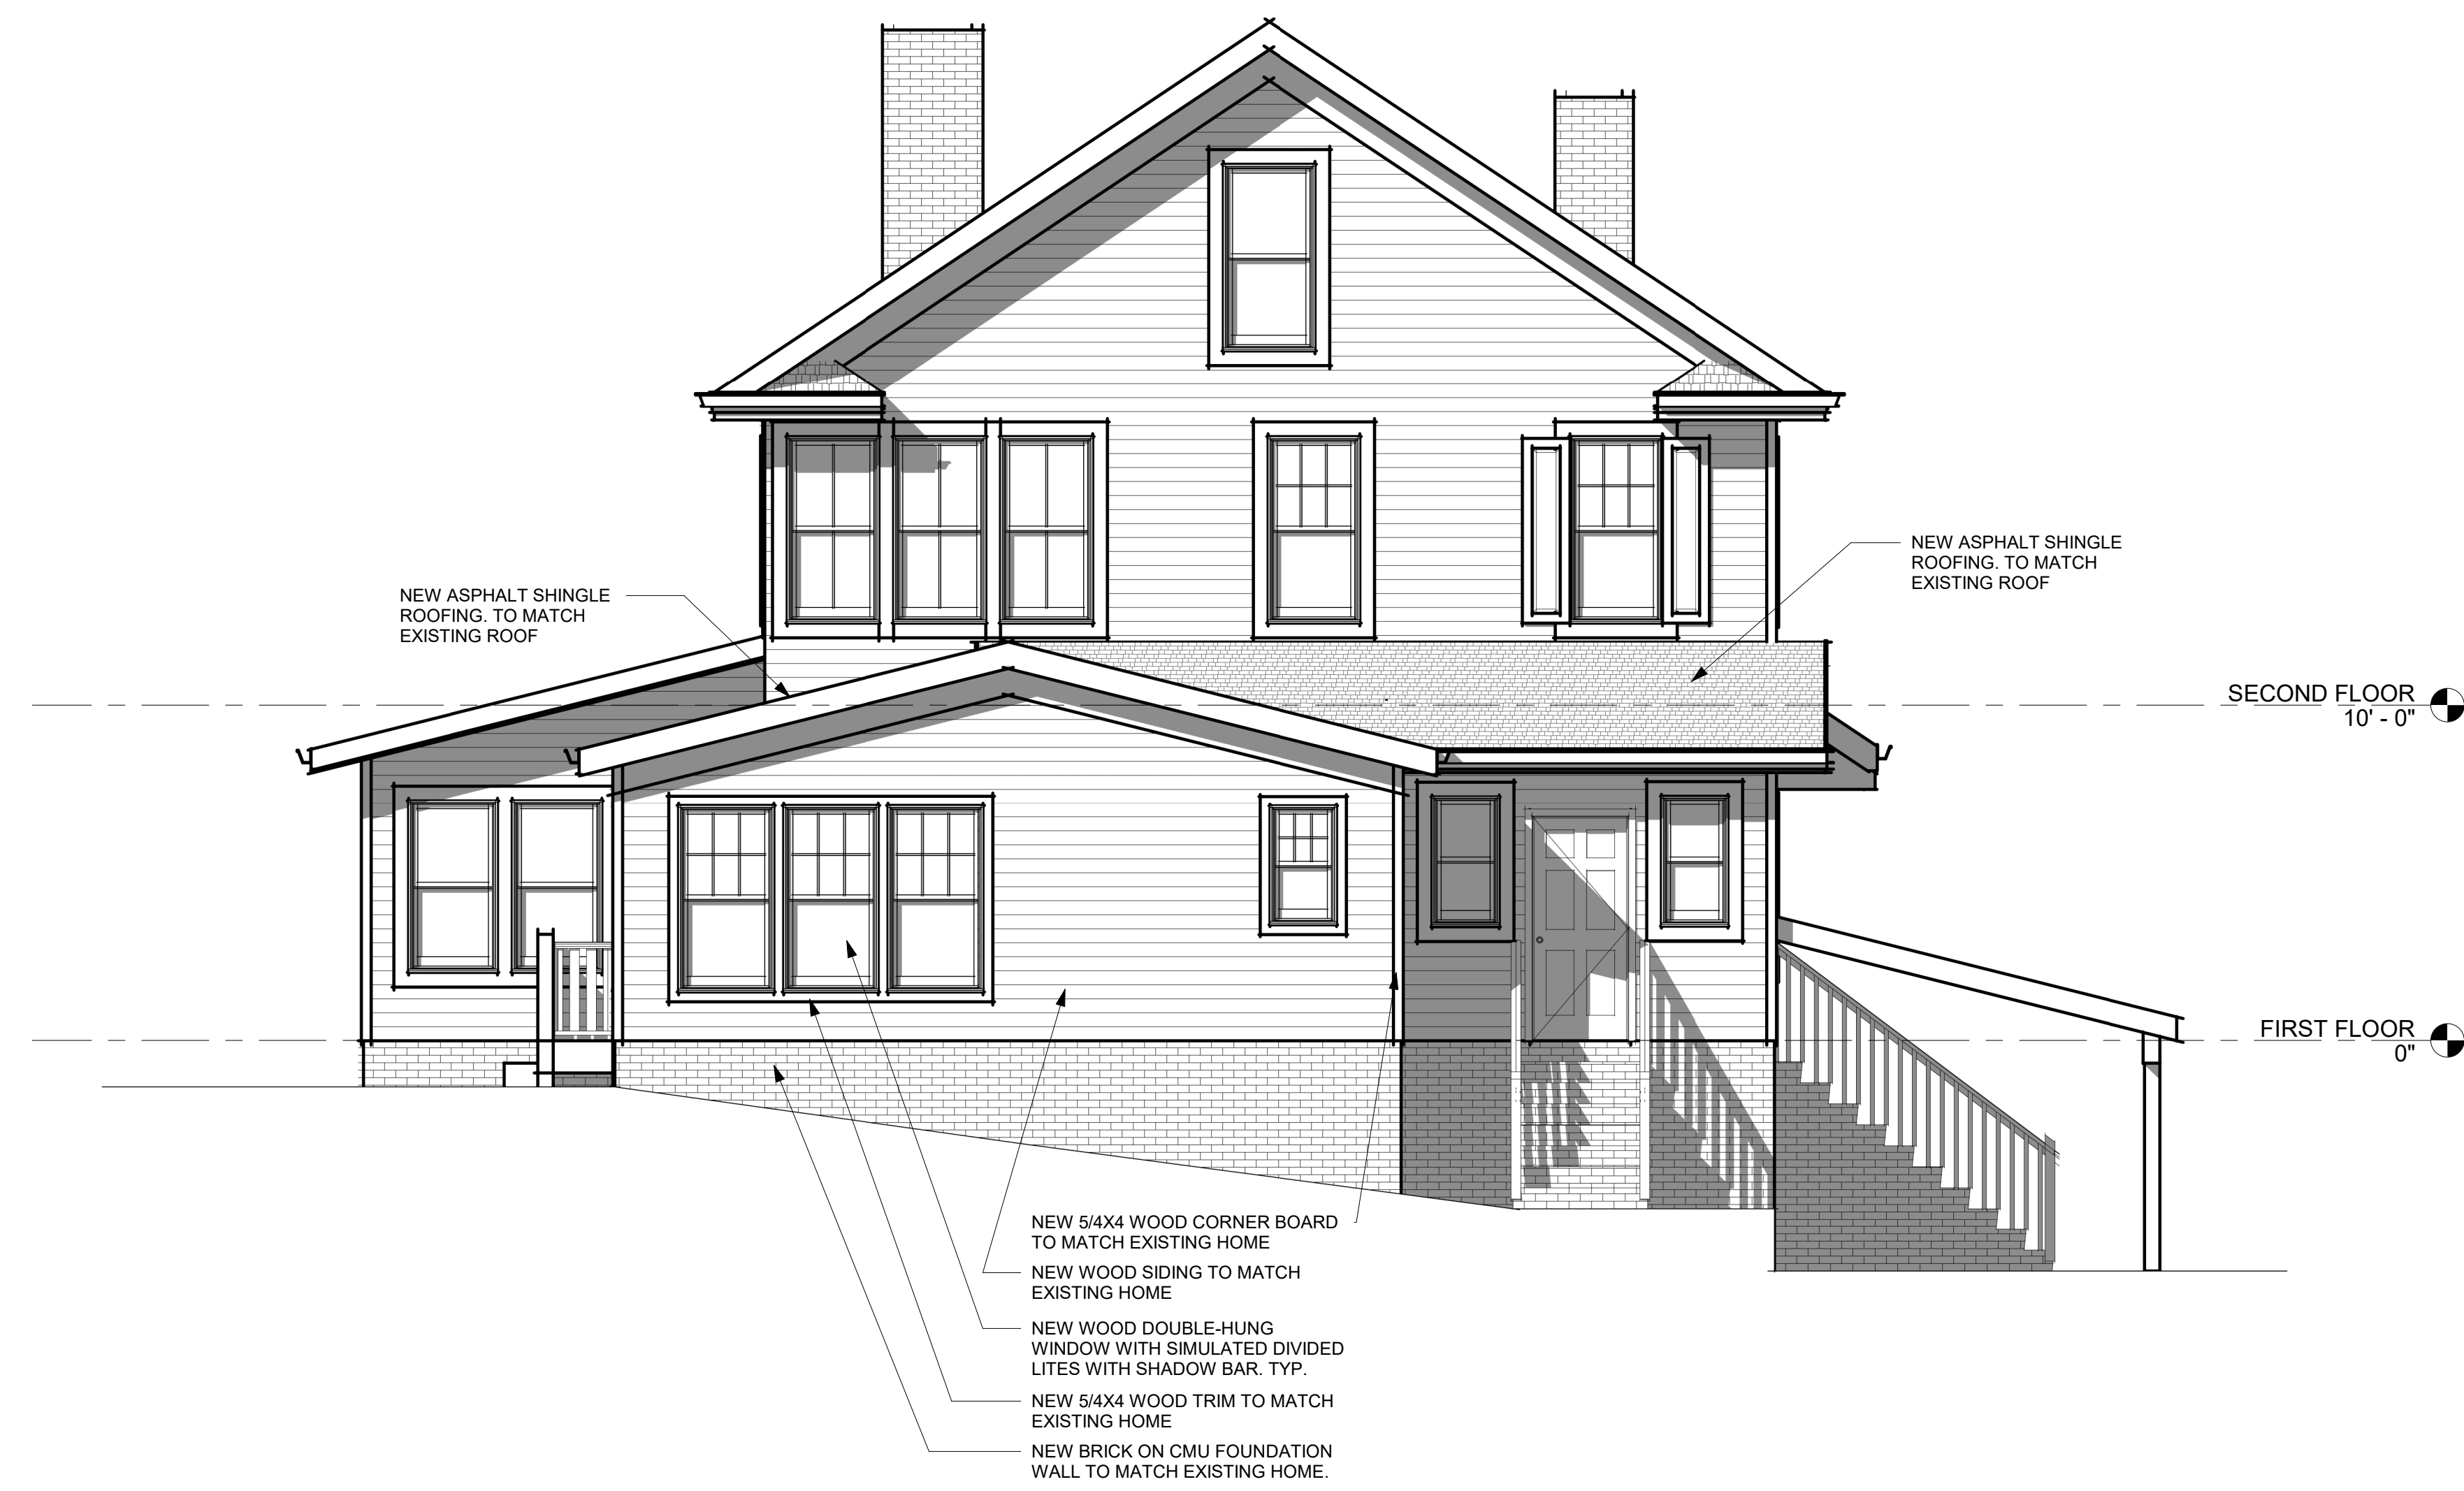 NEW ASPHALT SHINGLE
ROOFING. TO MATCH
EXISTING ROOF
NEW ASPHALT SHINGLE
ROOFING. TO MATCH
EXISTING ROOF
SECOND FLOOR
10' - 0"
FIRST FLOOR
0"
NEW 5/4X4 WOOD CORNER BOARD
TO MATCH EXISTING HOME
NEW WOOD SIDING TO MATCH
EXISTING HOME
NEW WOOD DOUBLE-HUNG
WINDOW WITH SIMULATED DIVIDED
LITES WITH SHADOW BAR. TYP.
NEW 5/4X4 WOOD TRIM TO MATCH
EXISTING HOME
NEW BRICK ON CMU FOUNDATION
WALL TO MATCH EXISTING HOME.